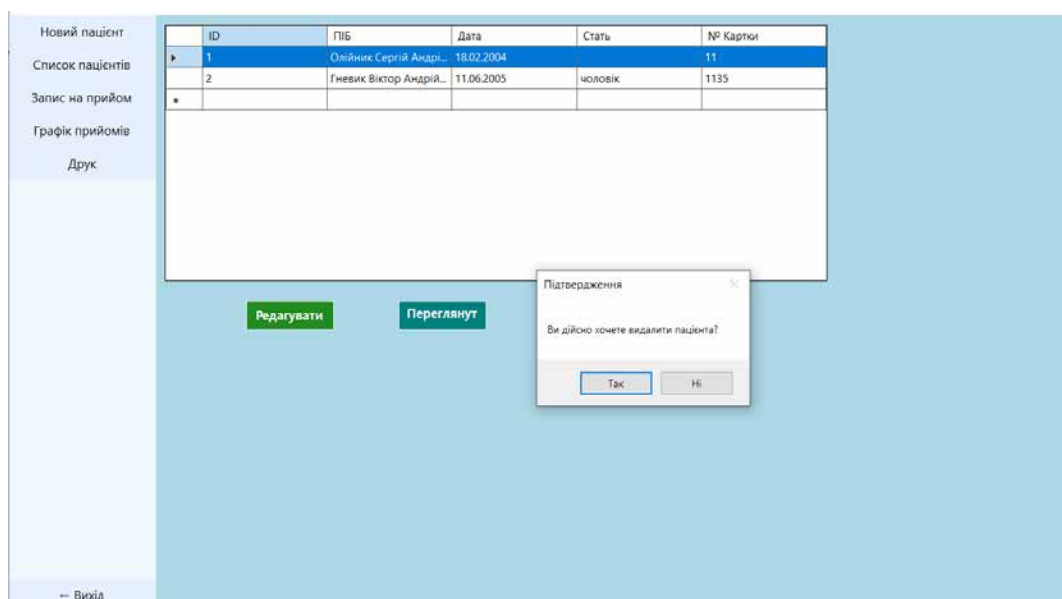 Новий пацієнт
Список пацієнтів
Запис на прийом
Графік прийомів
Друк
ID ПІБ Дата Стать № Картки
1 Олійник Сергій Андрі... 18.02.2004 11
2 Гневик Віктор Андрій... 11.06.2005 чоловік 1135
Підтвердження
Ви дійсно хочете видалити пацієнта?
Так Ні
Редагувати Переглянут
← Вихід